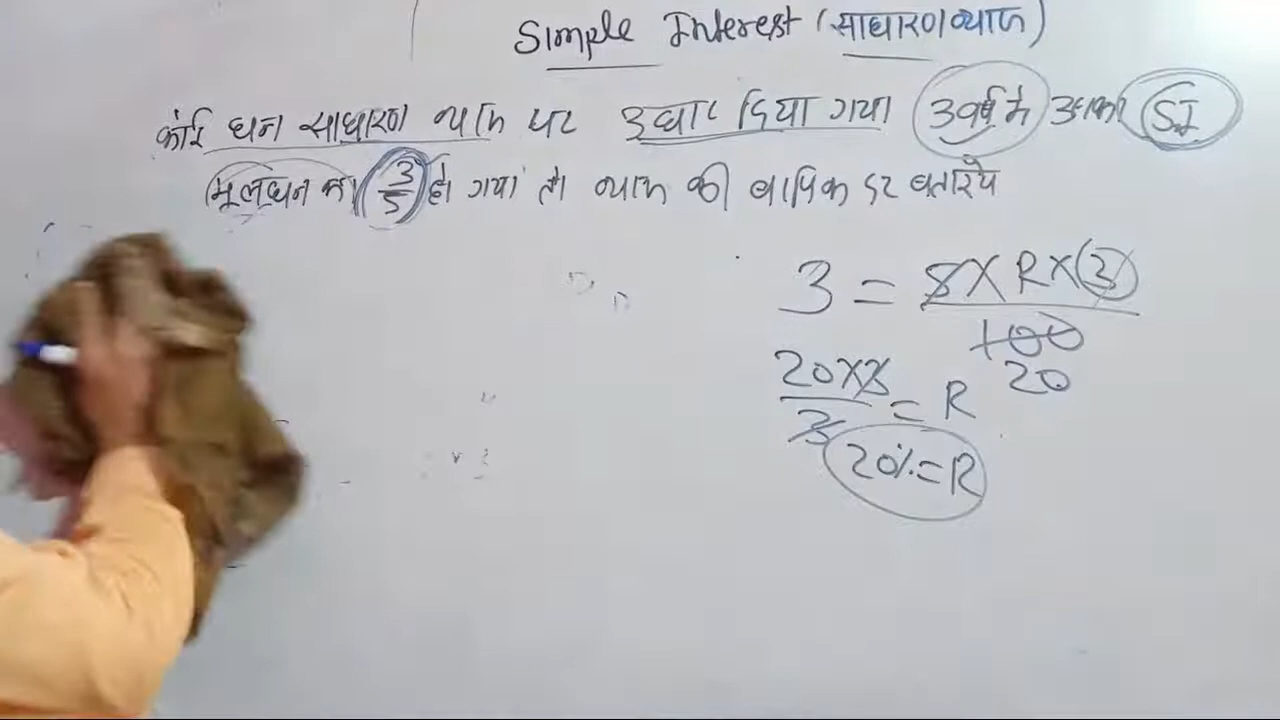 Simple Interest (साधारण व्याज)
कोई धन साधारण व्याज पर उधार दिया गया 3 वर्ष मे उसका SI
मूलधन का 3/5 हो गया तो व्याज की वार्षिक दर बताइये
3 = 5 X R X 3
100
20
20 X 3
3
= R
20% = R